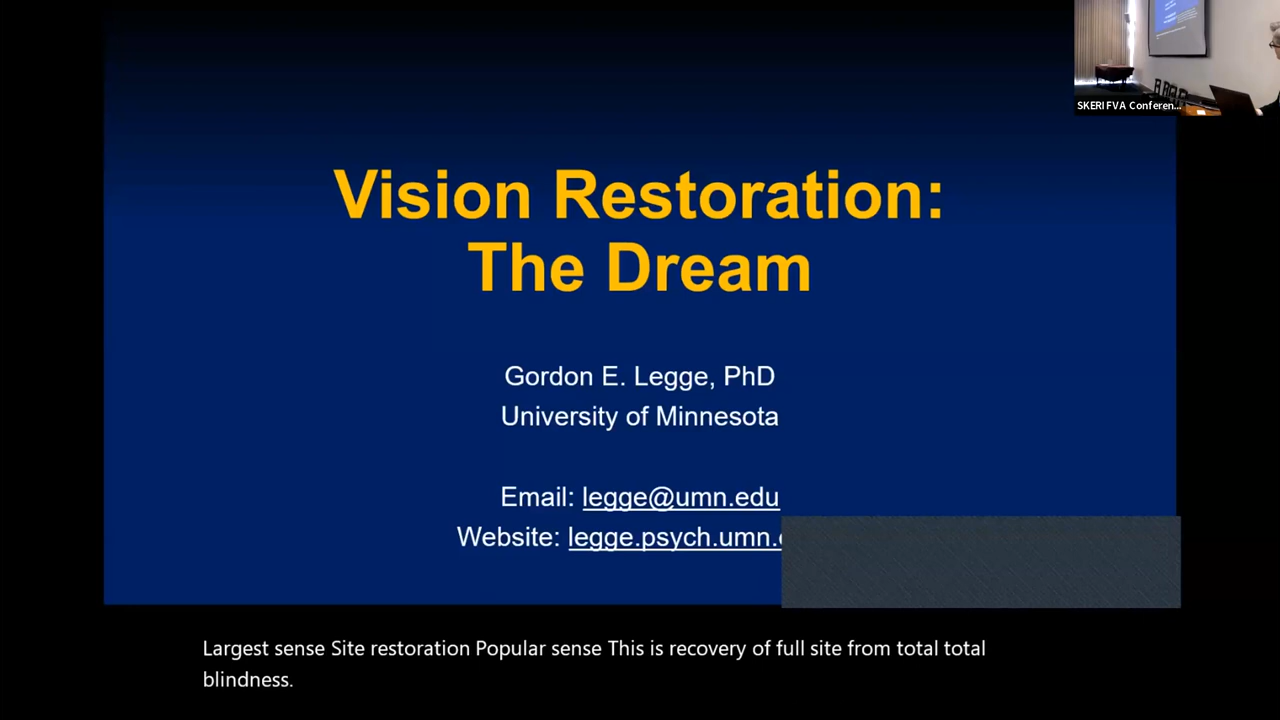 SKERI FVA Conferen...
Vision Restoration:
The Dream
Gordon E. Legge, PhD
University of Minnesota
Email: legge@umn.edu
Website: legge.psych.umn.
Largest sense Site restoration Popular sense This is recovery of full site from total total
blindness.